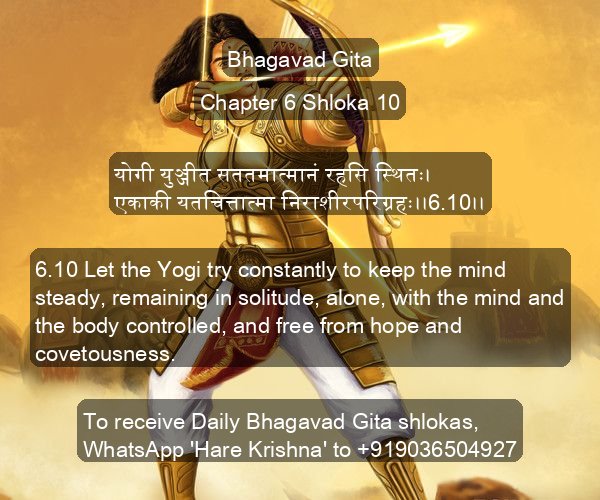 Bhagavad Gita
Chapter 6 Shloka 10
योगी युञ्जीत सततमात्मानं रहसि स्थितः।
एकाकी यतचित्तात्मा निराशीरपरिग्रहः।।6.10।।
6.10 Let the Yogi try constantly to keep the mind
steady, remaining in solitude, alone, with the mind and
the body controlled, and free from hope and
covetousness.
To receive Daily Bhagavad Gita shlokas,
WhatsApp 'Hare Krishna' to +919036504927